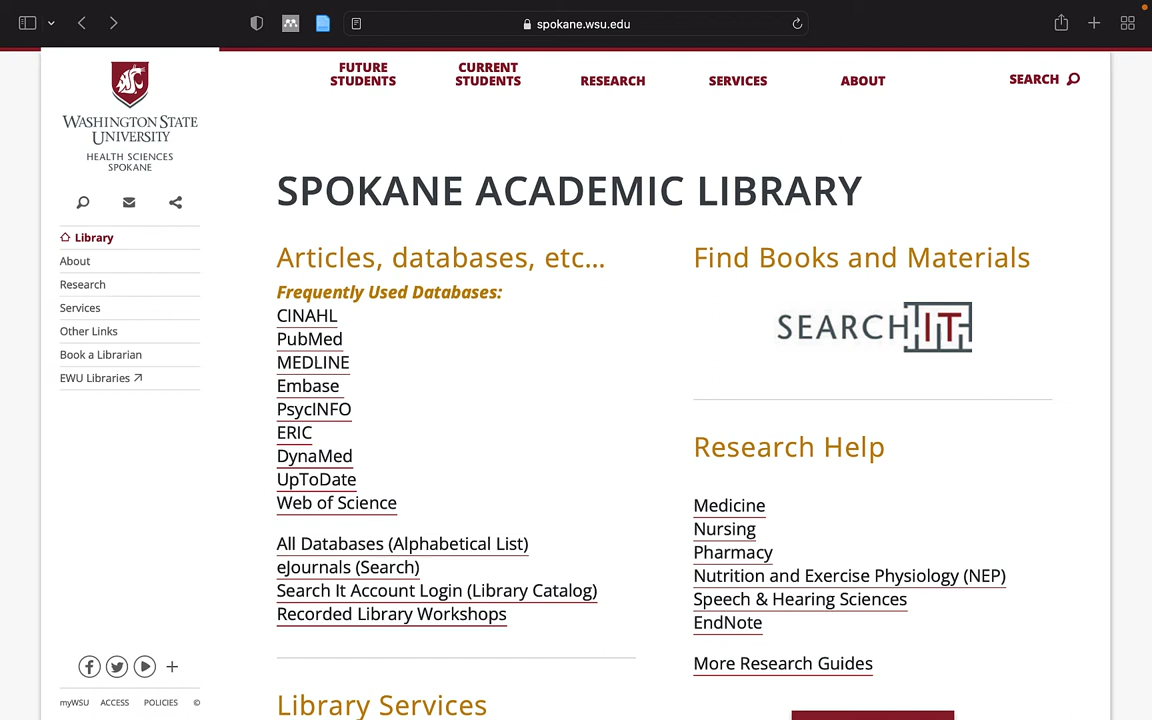 spokane.wsu.edu
WASHINGTON STATE
UNIVERSITY
HEALTH SCIENCES
SPOKANE
Library
About
Research
Services
Other Links
Book a Librarian
EWU Libraries
myWSU ACCESS POLICIES ©
FUTURE
STUDENTS
CURRENT
STUDENTS
RESEARCH
SERVICES
ABOUT
SEARCH
SPOKANE ACADEMIC LIBRARY
Articles, databases, etc...
Frequently Used Databases:
CINAHL
PubMed
MEDLINE
Embase
PsycINFO
ERIC
DynaMed
UpToDate
Web of Science
All Databases (Alphabetical List)
eJournals (Search)
Search It Account Login (Library Catalog)
Recorded Library Workshops
Library Services
Find Books and Materials
SEARCH IT
Research Help
Medicine
Nursing
Pharmacy
Nutrition and Exercise Physiology (NEP)
Speech & Hearing Sciences
EndNote
More Research Guides